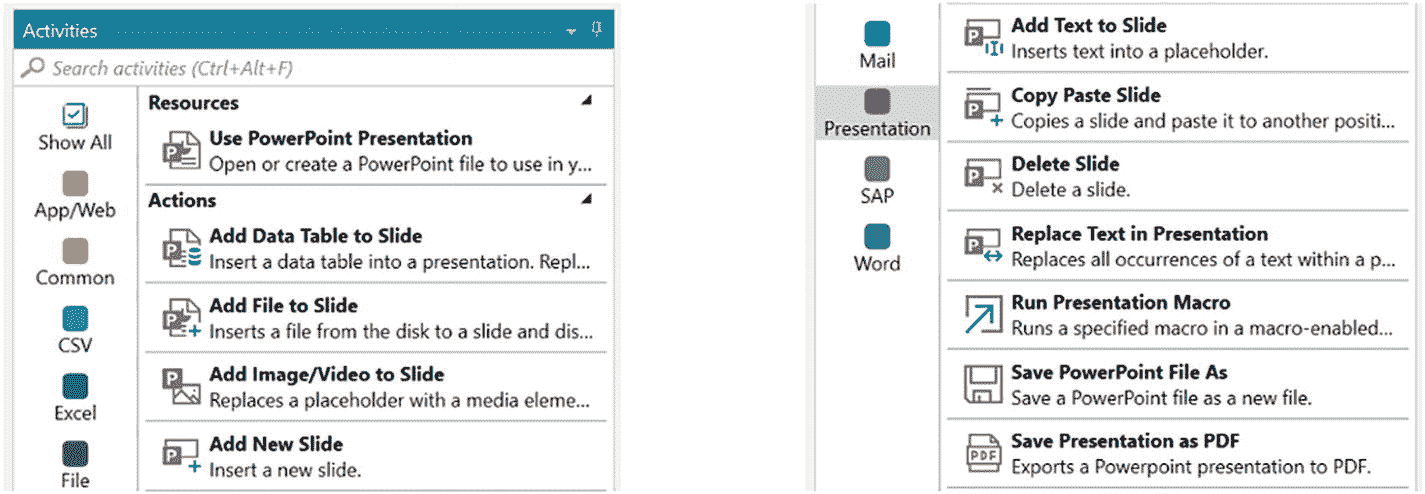 Activities
Search activities (Ctrl+Alt+F)
Show All
App/Web
Common
CSV
Excel
File
Resources
Use PowerPoint Presentation
Open or create a PowerPoint file to use in y...
Actions
Add Data Table to Slide
Insert a data table into a presentation. Repl...
Add File to Slide
Inserts a file from the disk to a slide and dis...
Add Image/Video to Slide
Replaces a placeholder with a media eleme...
Add New Slide
Insert a new slide.
Mail
Presentation
SAP
Word
Add Text to Slide
Inserts text into a placeholder.
Copy Paste Slide
Copies a slide and paste it to another positi...
Delete Slide
Delete a slide.
Replace Text in Presentation
Replaces all occurrences of a text within a p...
Run Presentation Macro
Runs a specified macro in a macro-enabled...
Save PowerPoint File As
Save a PowerPoint file as a new file.
PDF
Save Presentation as PDF
Exports a Powerpoint presentation to PDF.